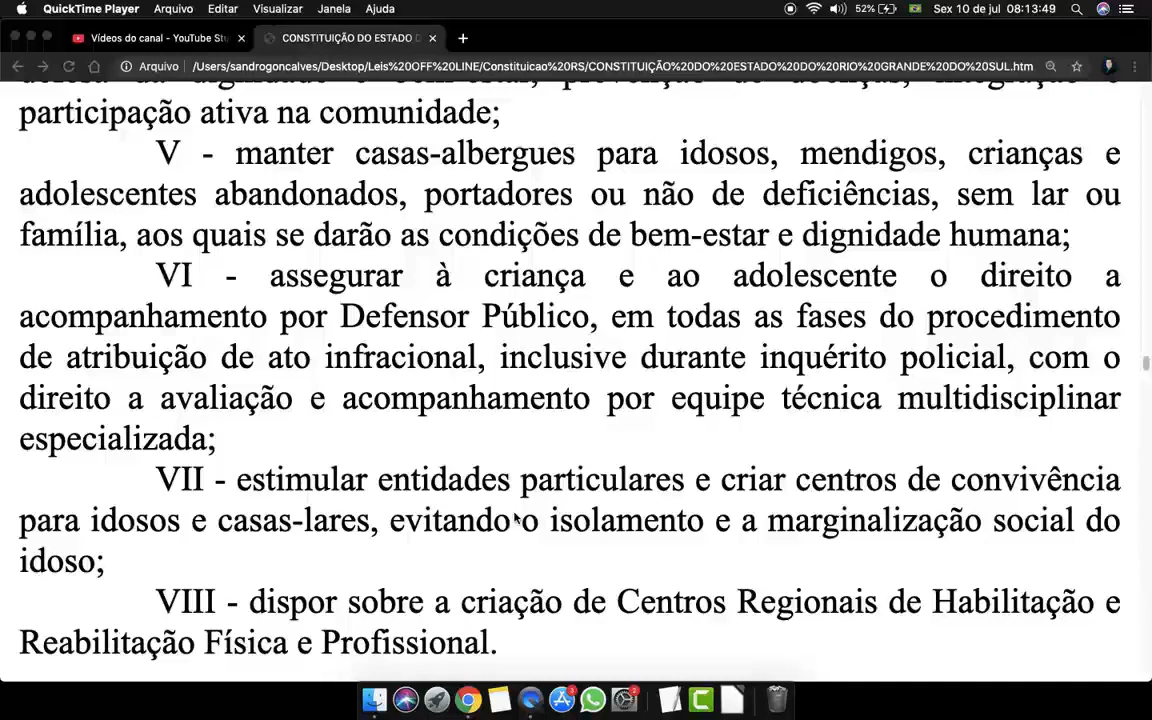 QuickTime Player Arquivo Editar Visualizar Janela Ajuda 52% Sex 10 de jul 08:13:49
Vídeos do canal - YouTube Stu × CONSTITUIÇÃO DO ESTADO D × +
Arquivo /Users/sandrogoncalves/Desktop/Leis%20OFF%20LINE/Constituicao%20RS/CONSTITUIÇÃO%20DO%20ESTADO%20DO%20RIO%20GRANDE%20DO%20SUL.htm
participação ativa na comunidade;
V - manter casas-albergues para idosos, mendigos, crianças e
adolescentes abandonados, portadores ou não de deficiências, sem lar ou
família, aos quais se darão as condições de bem-estar e dignidade humana;
VI - assegurar à criança e ao adolescente o direito a
acompanhamento por Defensor Público, em todas as fases do procedimento
de atribuição de ato infracional, inclusive durante inquérito policial, com o
direito a avaliação e acompanhamento por equipe técnica multidisciplinar
especializada;
VII - estimular entidades particulares e criar centros de convivência
para idosos e casas-lares, evitando o isolamento e a marginalização social do
idoso;
VIII - dispor sobre a criação de Centros Regionais de Habilitação e
Reabilitação Física e Profissional.